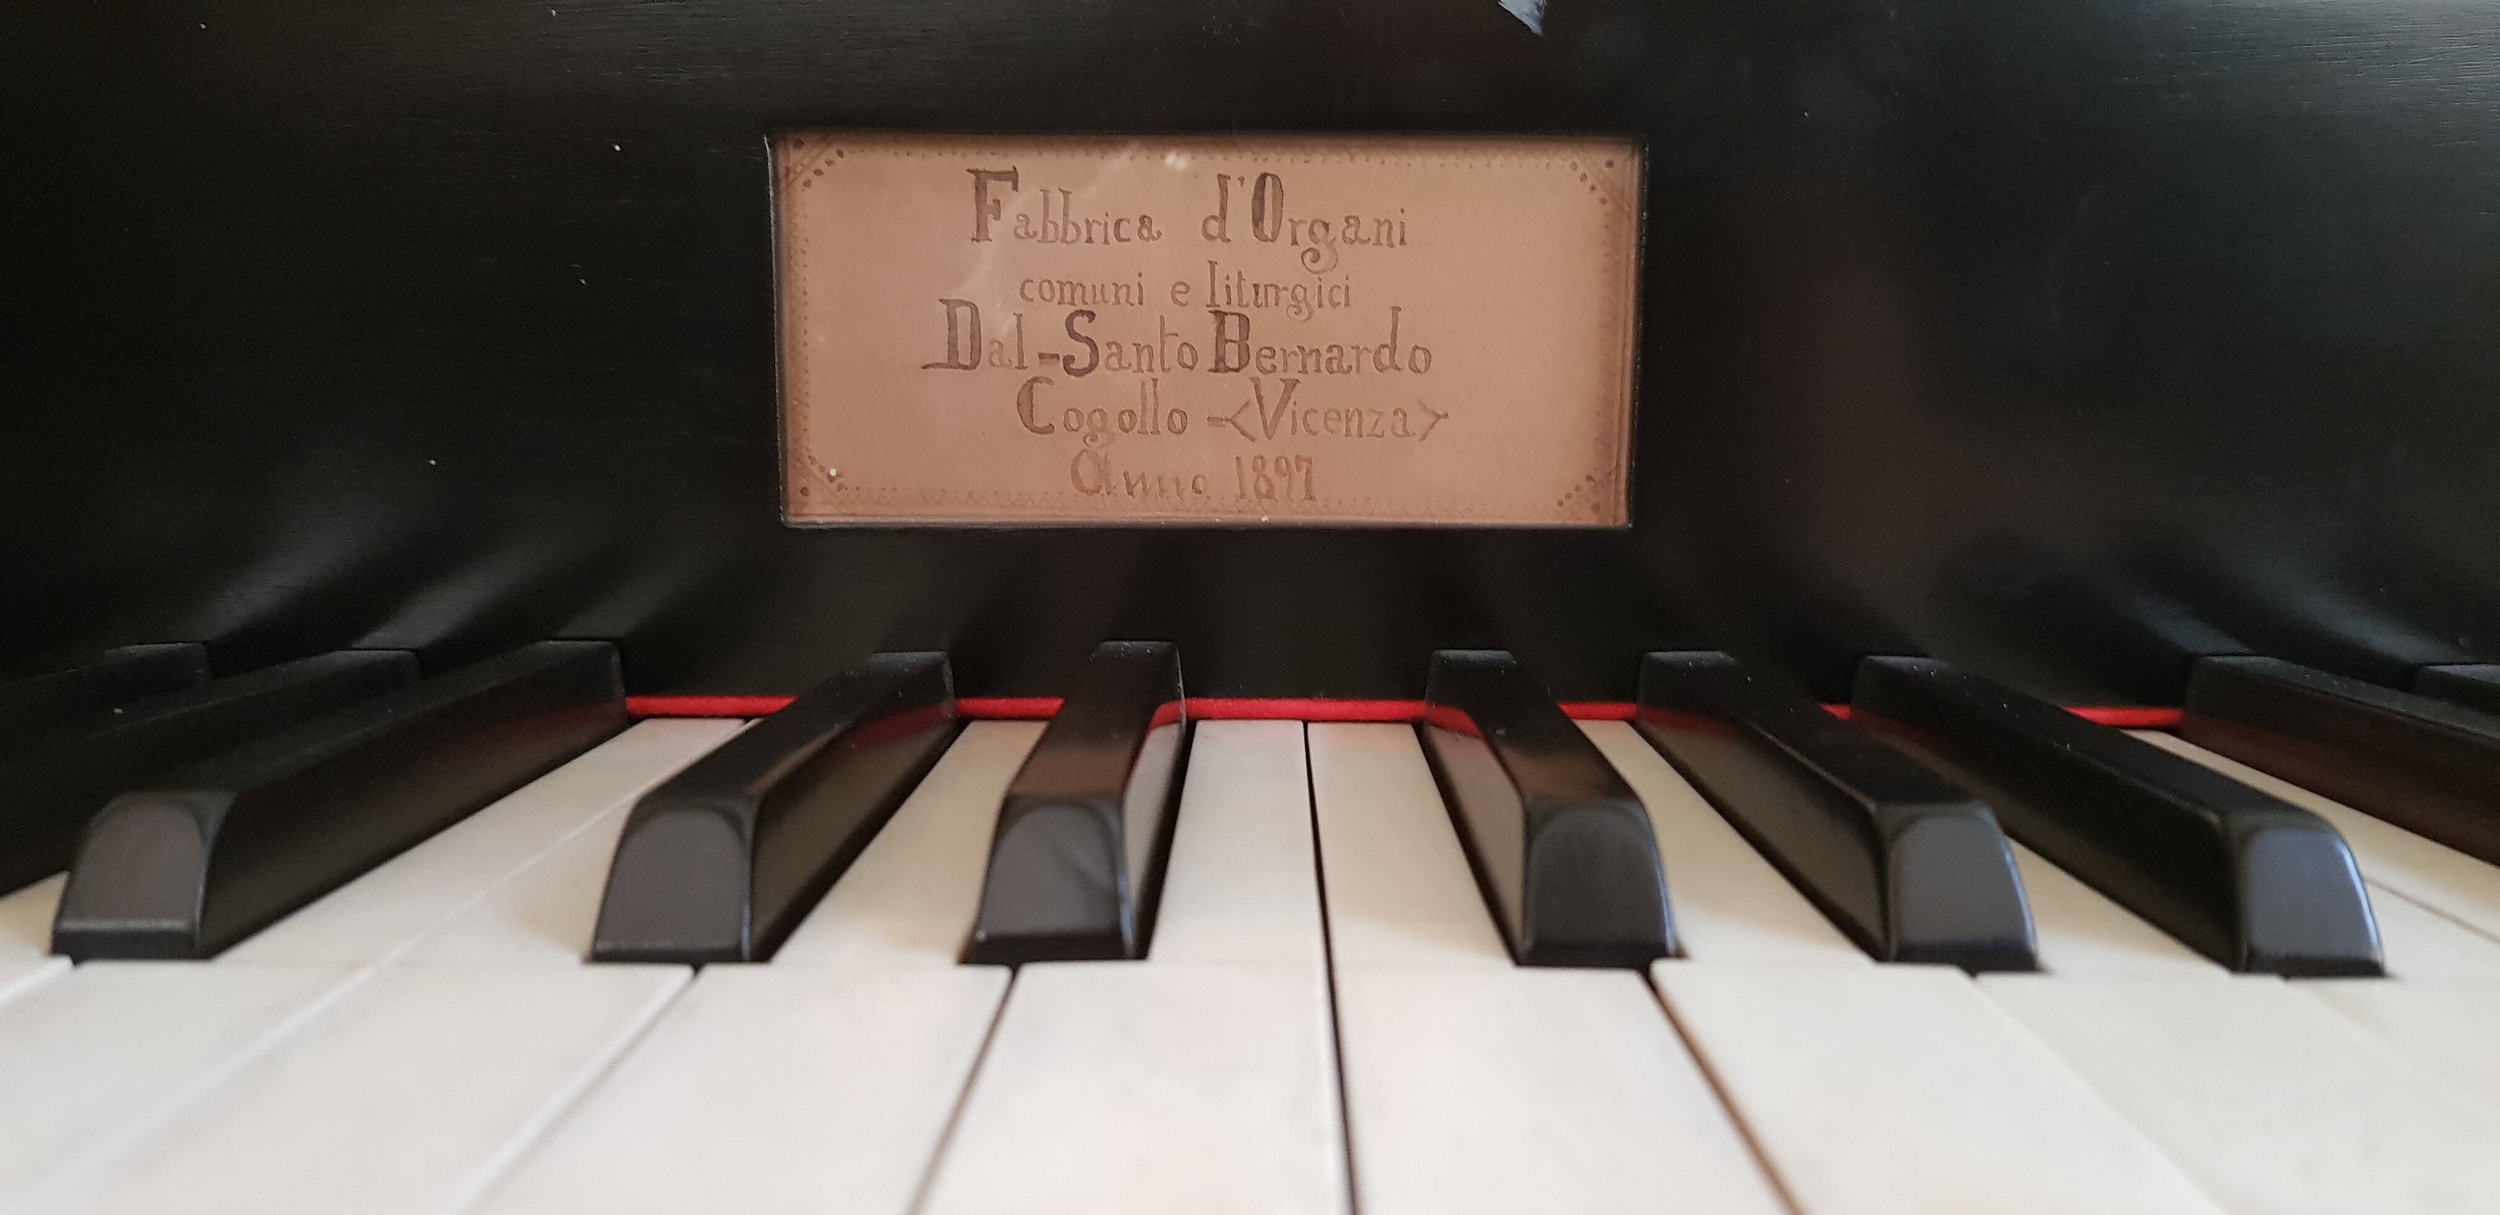 Fabbrica d'Organi
comuni e liturgici
Dal-Santo Bernardo
Cogollo -<Vicenza>
Anno 1897